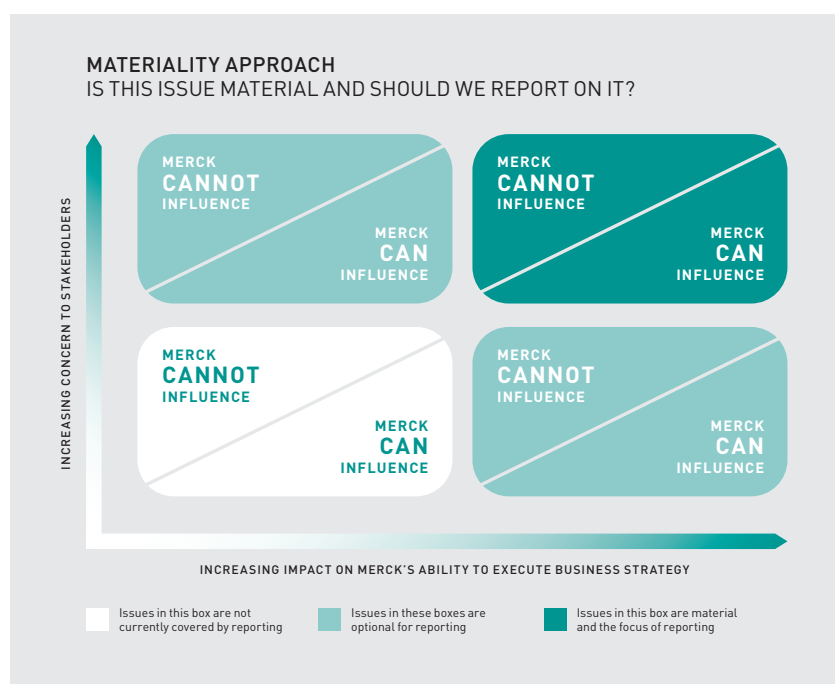 MATERIALITY APPROACH
IS THIS ISSUE MATERIAL AND SHOULD WE REPORT ON IT?
INCREASING CONCERN TO STAKEHOLDERS
MERCK
CANNOT
INFLUENCE
MERCK
CAN
INFLUENCE
MERCK
CANNOT
INFLUENCE
MERCK
CAN
INFLUENCE
MERCK
CANNOT
INFLUENCE
MERCK
CAN
INFLUENCE
MERCK
CANNOT
INFLUENCE
MERCK
CAN
INFLUENCE
INCREASING IMPACT ON MERCK'S ABILITY TO EXECUTE BUSINESS STRATEGY
Issues in this box are not
currently covered by reporting
Issues in these boxes are
optional for reporting
Issues in this box are material
and the focus of reporting